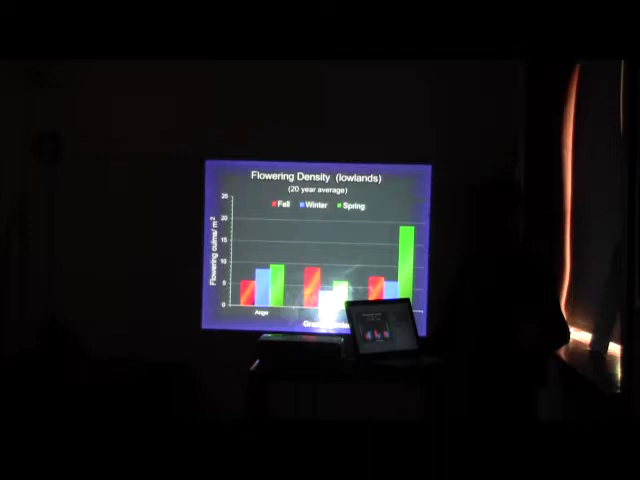 Flowering Density (lowlands)
(20 year average)
Fall Winter Spring
Flowering culms/ m²
25
20
15
10
5
0
Ange